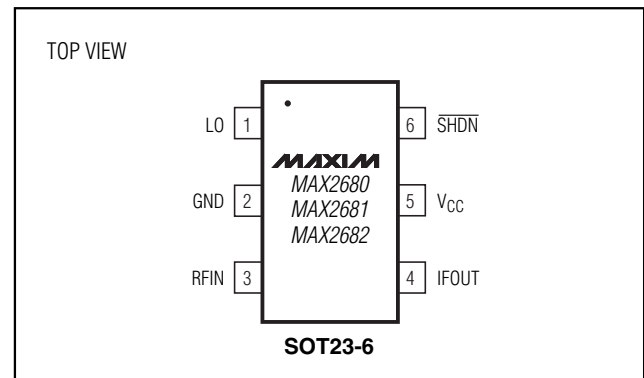 TOP VIEW
LO 1
6 SHDN
MAXIM
MAX2680
GND 2
MAX2681
5 VCC
MAX2682
RFIN 3
4 IFOUT
SOT23-6